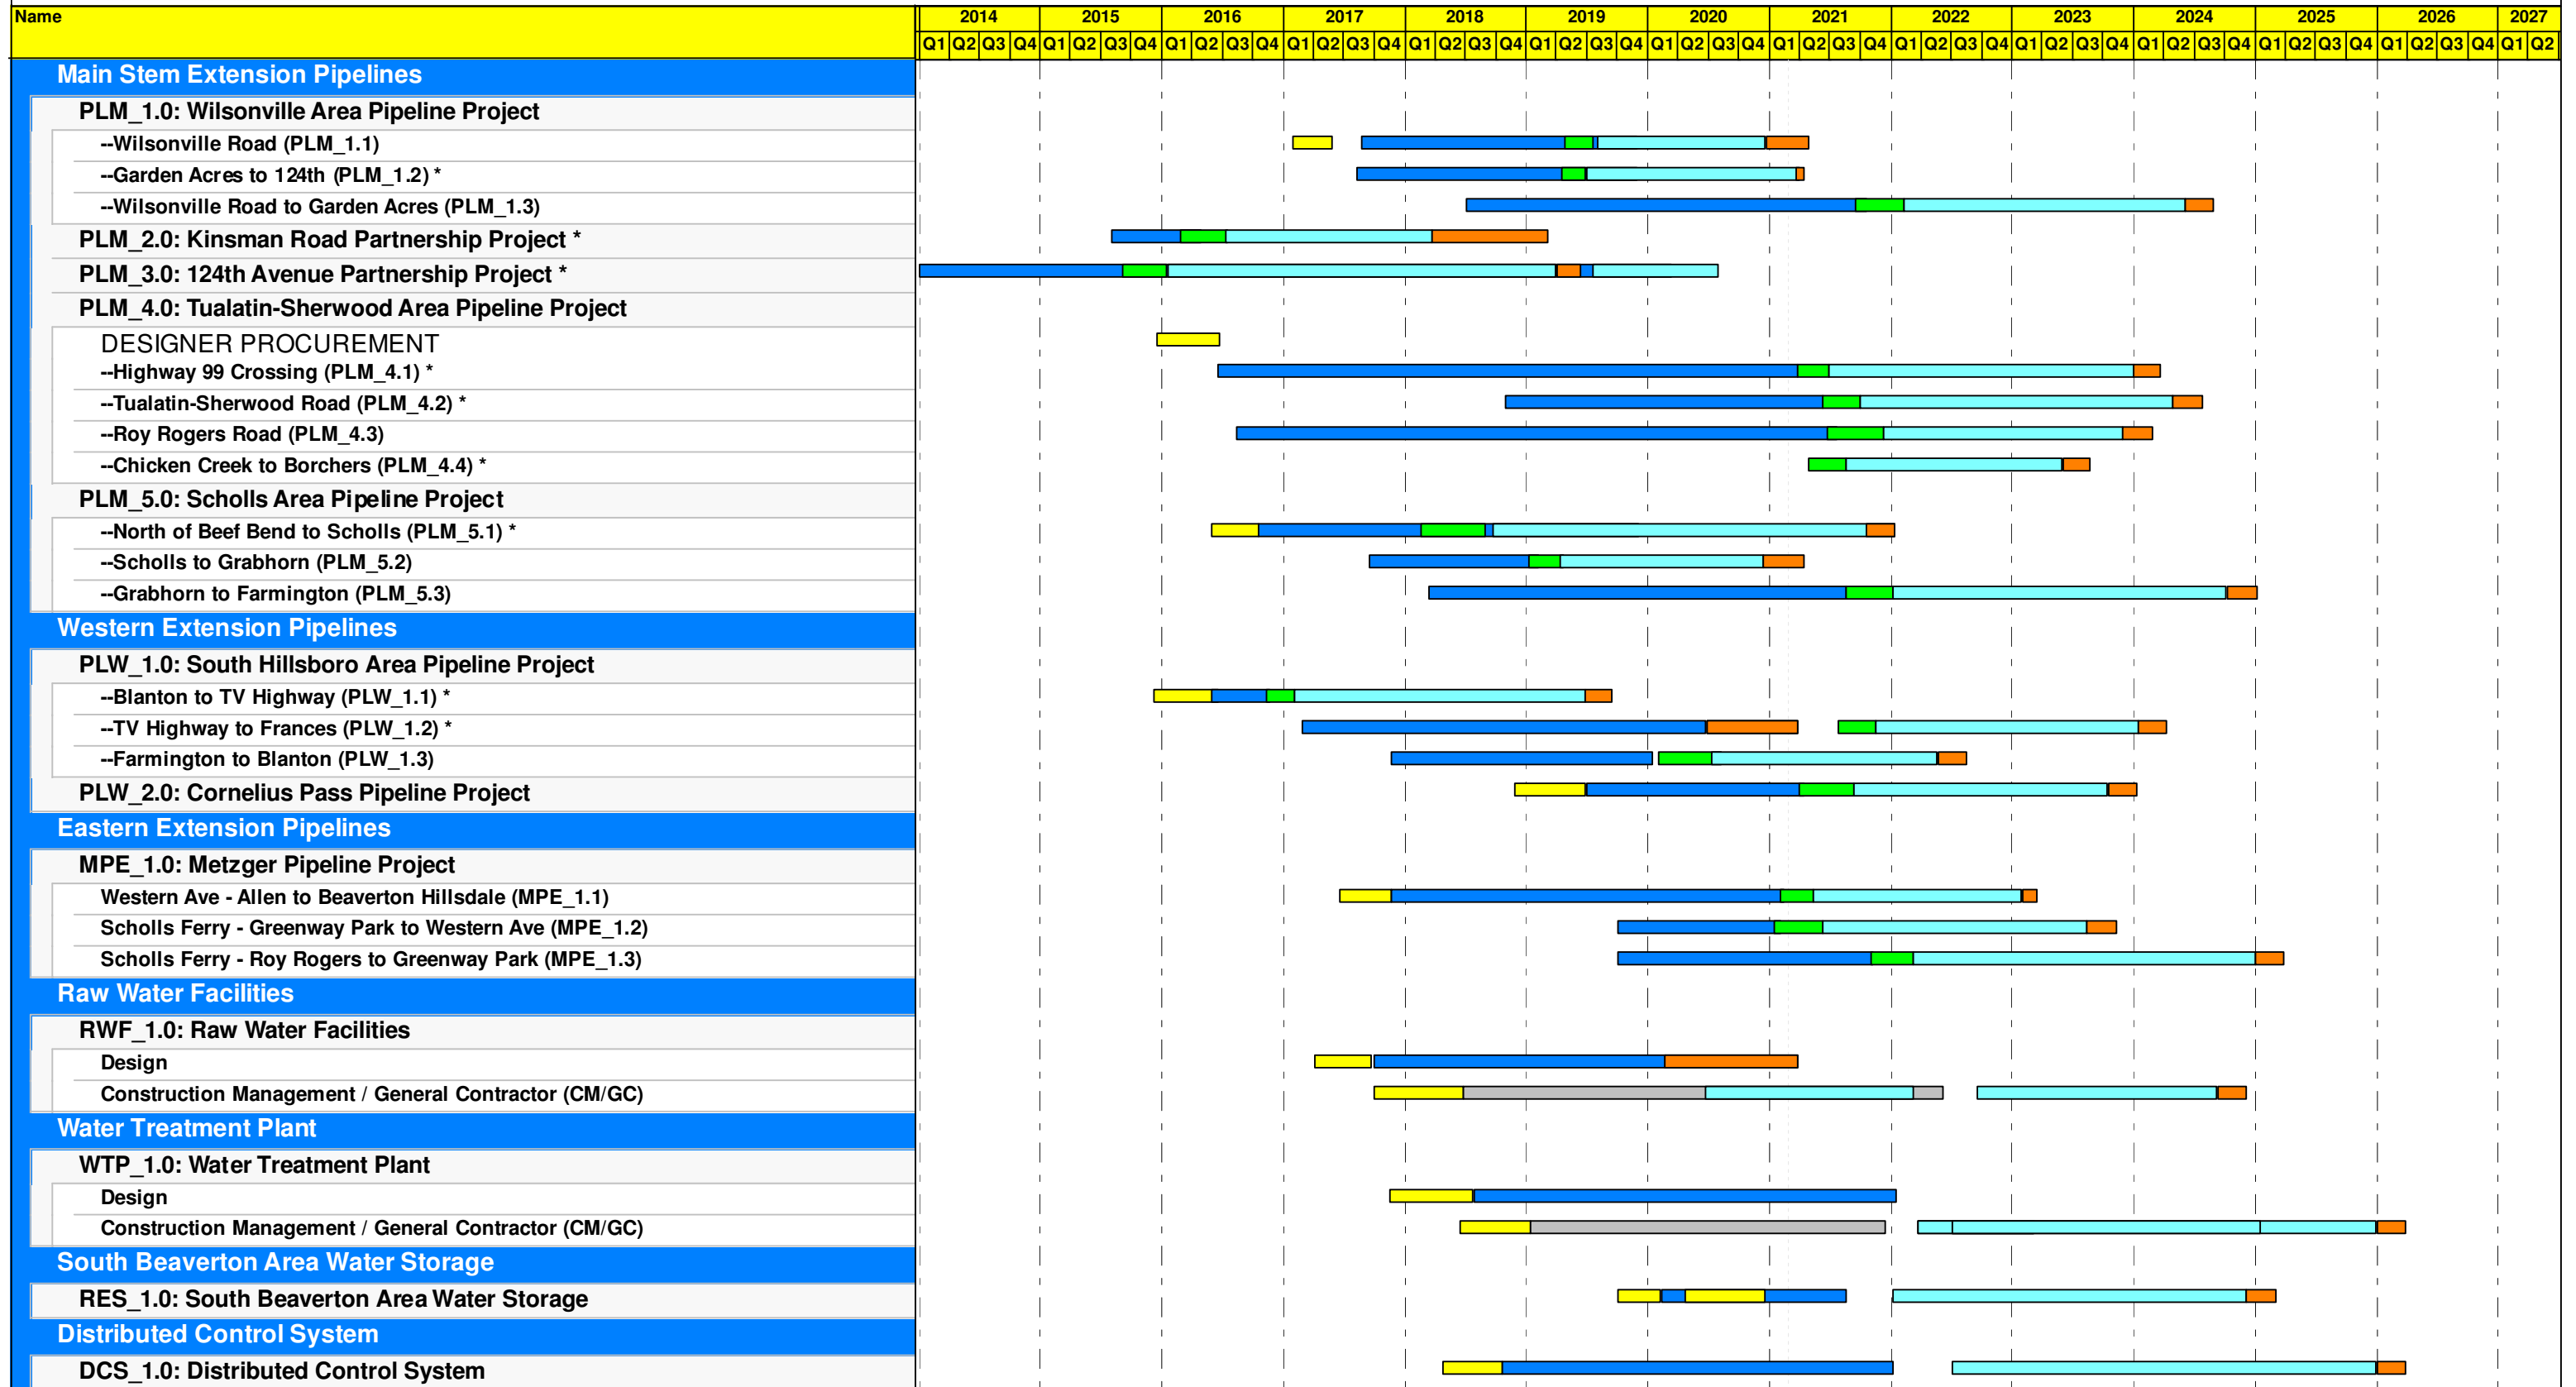 Name 2014 2015 2016 2017 2018 2019 2020 2021 2022 2023 2024 2025 2026 2027
Q1 Q2 Q3 Q4 Q1 Q2 Q3 Q4 Q1 Q2 Q3 Q4 Q1 Q2 Q3 Q4 Q1 Q2 Q3 Q4 Q1 Q2 Q3 Q4 Q1 Q2 Q3 Q4 Q1 Q2 Q3 Q4 Q1 Q2 Q3 Q4 Q1 Q2 Q3 Q4 Q1 Q2 Q3 Q4 Q1 Q2 Q3 Q4 Q1 Q2 Q3 Q4 Q1 Q2
Main Stem Extension Pipelines
PLM_1.0: Wilsonville Area Pipeline Project
--Wilsonville Road (PLM_1.1)
--Garden Acres to 124th (PLM_1.2) *
--Wilsonville Road to Garden Acres (PLM_1.3)
PLM_2.0: Kinsman Road Partnership Project *
PLM_3.0: 124th Avenue Partnership Project *
PLM_4.0: Tualatin-Sherwood Area Pipeline Project
DESIGNER PROCUREMENT
--Highway 99 Crossing (PLM_4.1) *
--Tualatin-Sherwood Road (PLM_4.2) *
--Roy Rogers Road (PLM_4.3)
--Chicken Creek to Borchers (PLM_4.4) *
PLM_5.0: Scholls Area Pipeline Project
--North of Beef Bend to Scholls (PLM_5.1) *
--Scholls to Grabhorn (PLM_5.2)
--Grabhorn to Farmington (PLM_5.3)
Western Extension Pipelines
PLW_1.0: South Hillsboro Area Pipeline Project
--Blanton to TV Highway (PLW_1.1) *
--TV Highway to Frances (PLW_1.2) *
--Farmington to Blanton (PLW_1.3)
PLW_2.0: Cornelius Pass Pipeline Project
Eastern Extension Pipelines
MPE_1.0: Metzger Pipeline Project
Western Ave - Allen to Beaverton Hillsdale (MPE_1.1)
Scholls Ferry - Greenway Park to Western Ave (MPE_1.2)
Scholls Ferry - Roy Rogers to Greenway Park (MPE_1.3)
Raw Water Facilities
RWF_1.0: Raw Water Facilities
Design
Construction Management / General Contractor (CM/GC)
Water Treatment Plant
WTP_1.0: Water Treatment Plant
Design
Construction Management / General Contractor (CM/GC)
South Beaverton Area Water Storage
RES_1.0: South Beaverton Area Water Storage
Distributed Control System
DCS_1.0: Distributed Control System